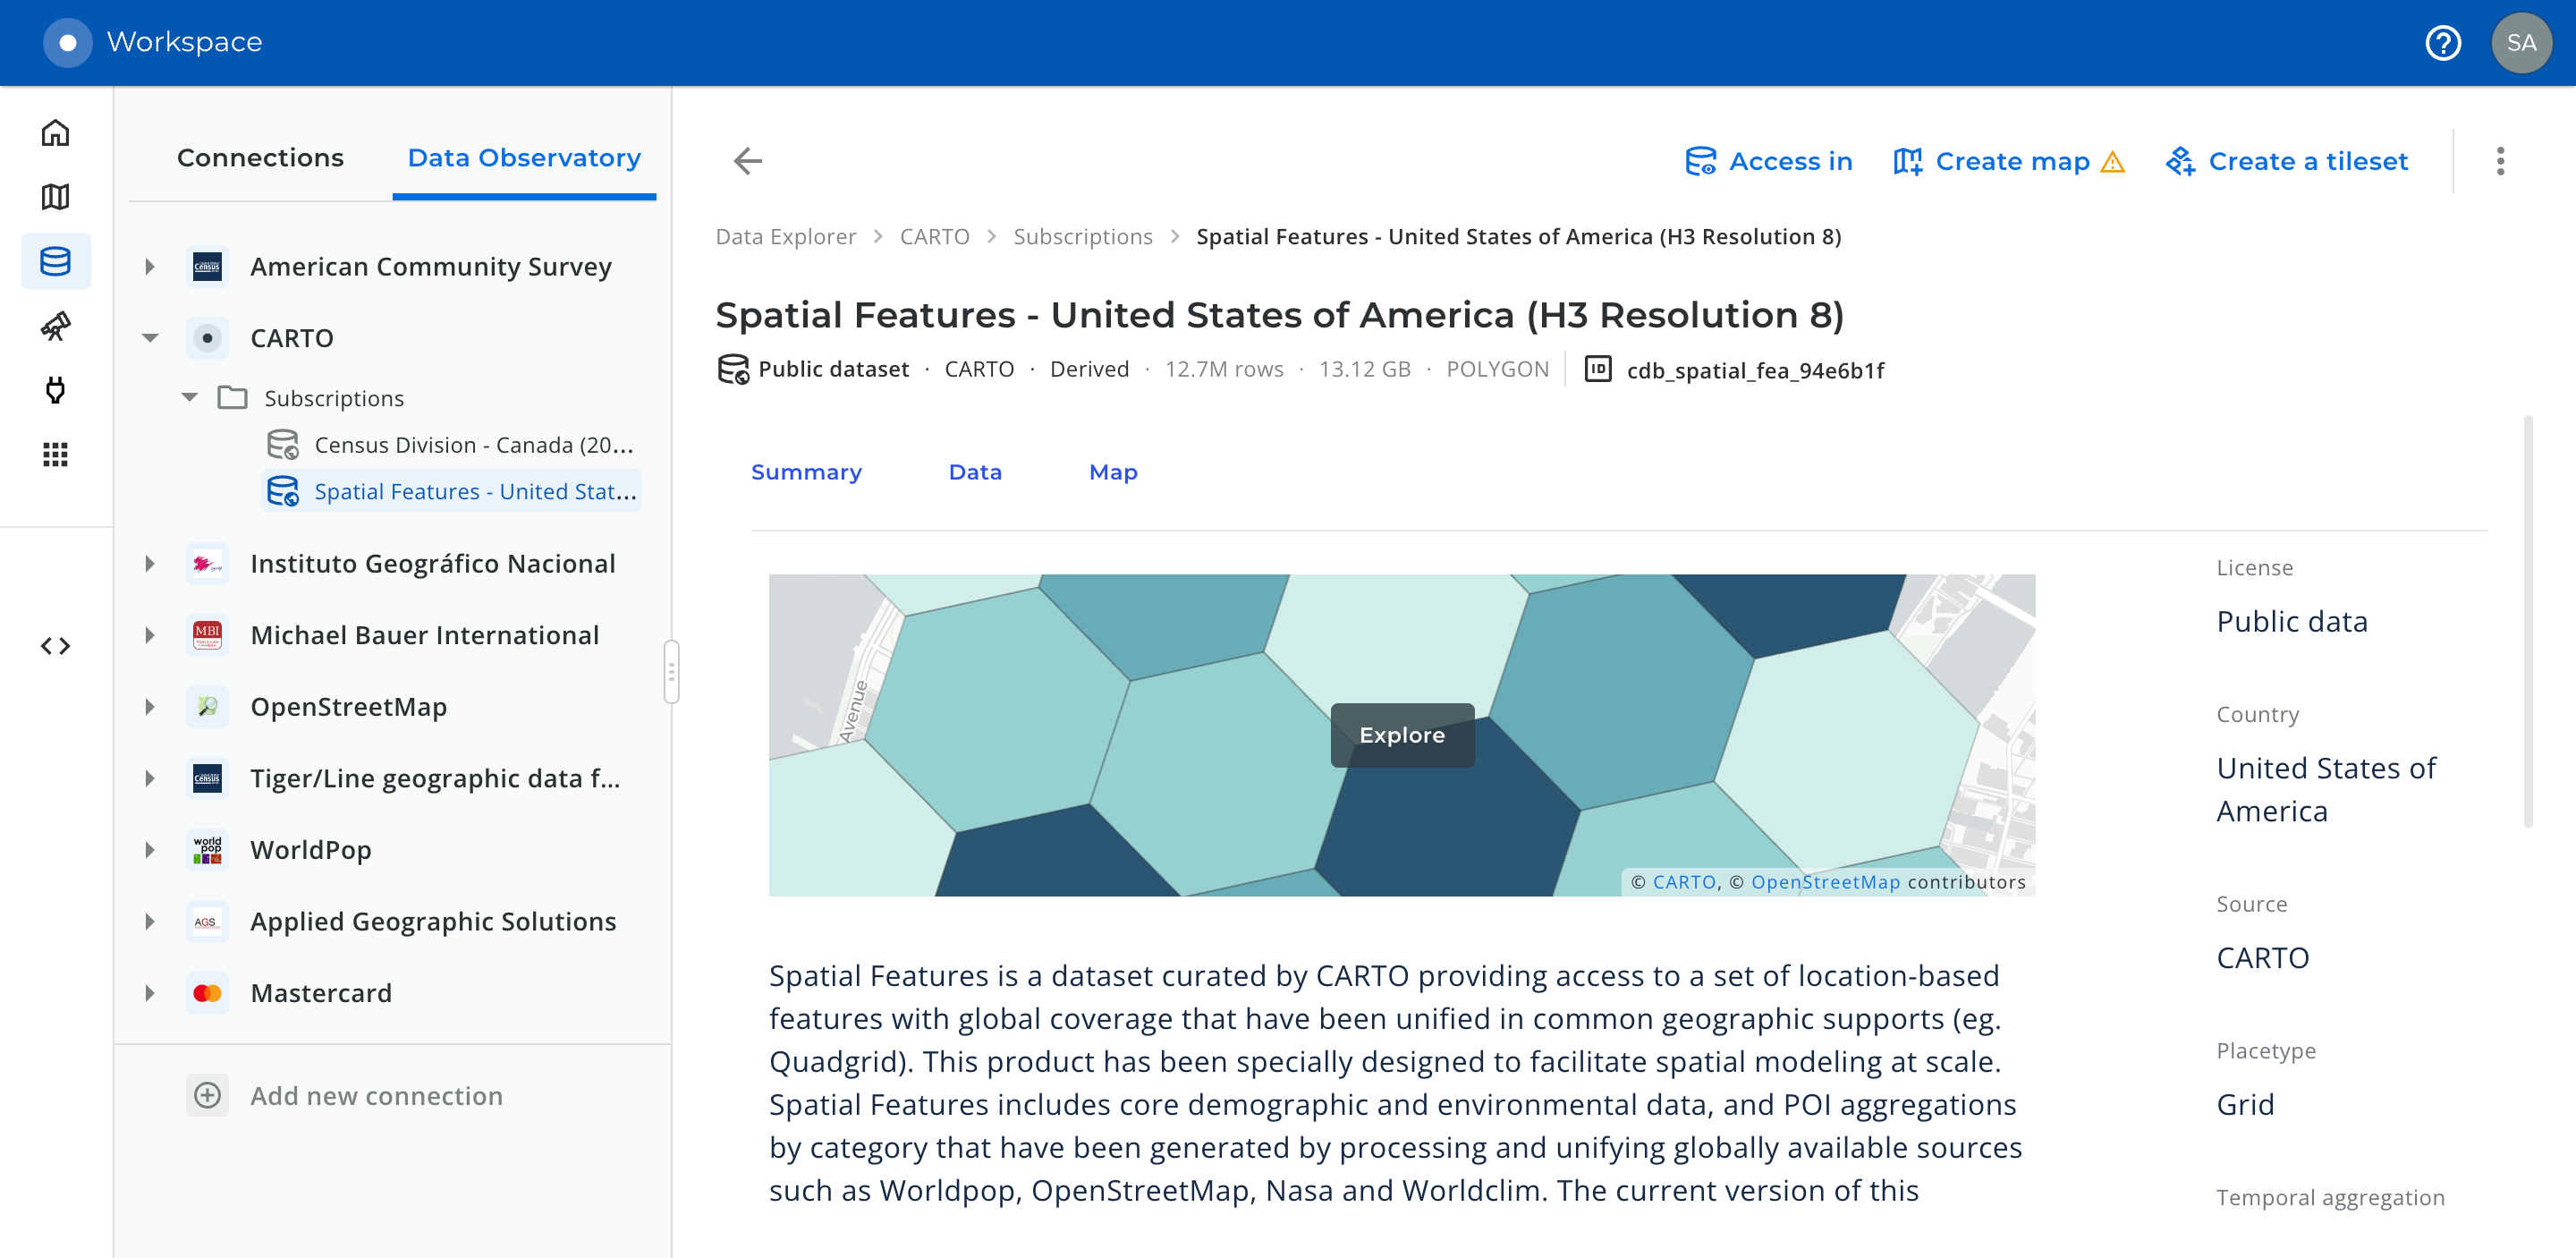 Workspace
SA
Connections
Data Observatory
American Community Survey
CARTO
Subscriptions
Census Division - Canada (20...
Spatial Features - United Stat...
Instituto Geográfico Nacional
MBI
Michael Bauer International
OpenStreetMap
Census
Tiger/Line geographic data f...
world pop
WorldPop
AGS
Applied Geographic Solutions
Mastercard
Add new connection
Access in
Create map
Create a tileset
Data Explorer > CARTO > Subscriptions > Spatial Features - United States of America (H3 Resolution 8)
Spatial Features - United States of America (H3 Resolution 8)
Public dataset · CARTO · Derived · 12.7M rows · 13.12 GB · POLYGON
ID cdb_spatial_fea_94e6b1f
Summary
Data
Map
Avenue
Explore
© CARTO, © OpenStreetMap contributors
Spatial Features is a dataset curated by CARTO providing access to a set of location-based
features with global coverage that have been unified in common geographic supports (eg.
Quadgrid). This product has been specially designed to facilitate spatial modeling at scale.
Spatial Features includes core demographic and environmental data, and POI aggregations
by category that have been generated by processing and unifying globally available sources
such as Worldpop, OpenStreetMap, Nasa and Worldclim. The current version of this
License
Public data
Country
United States of
America
Source
CARTO
Placetype
Grid
Temporal aggregation